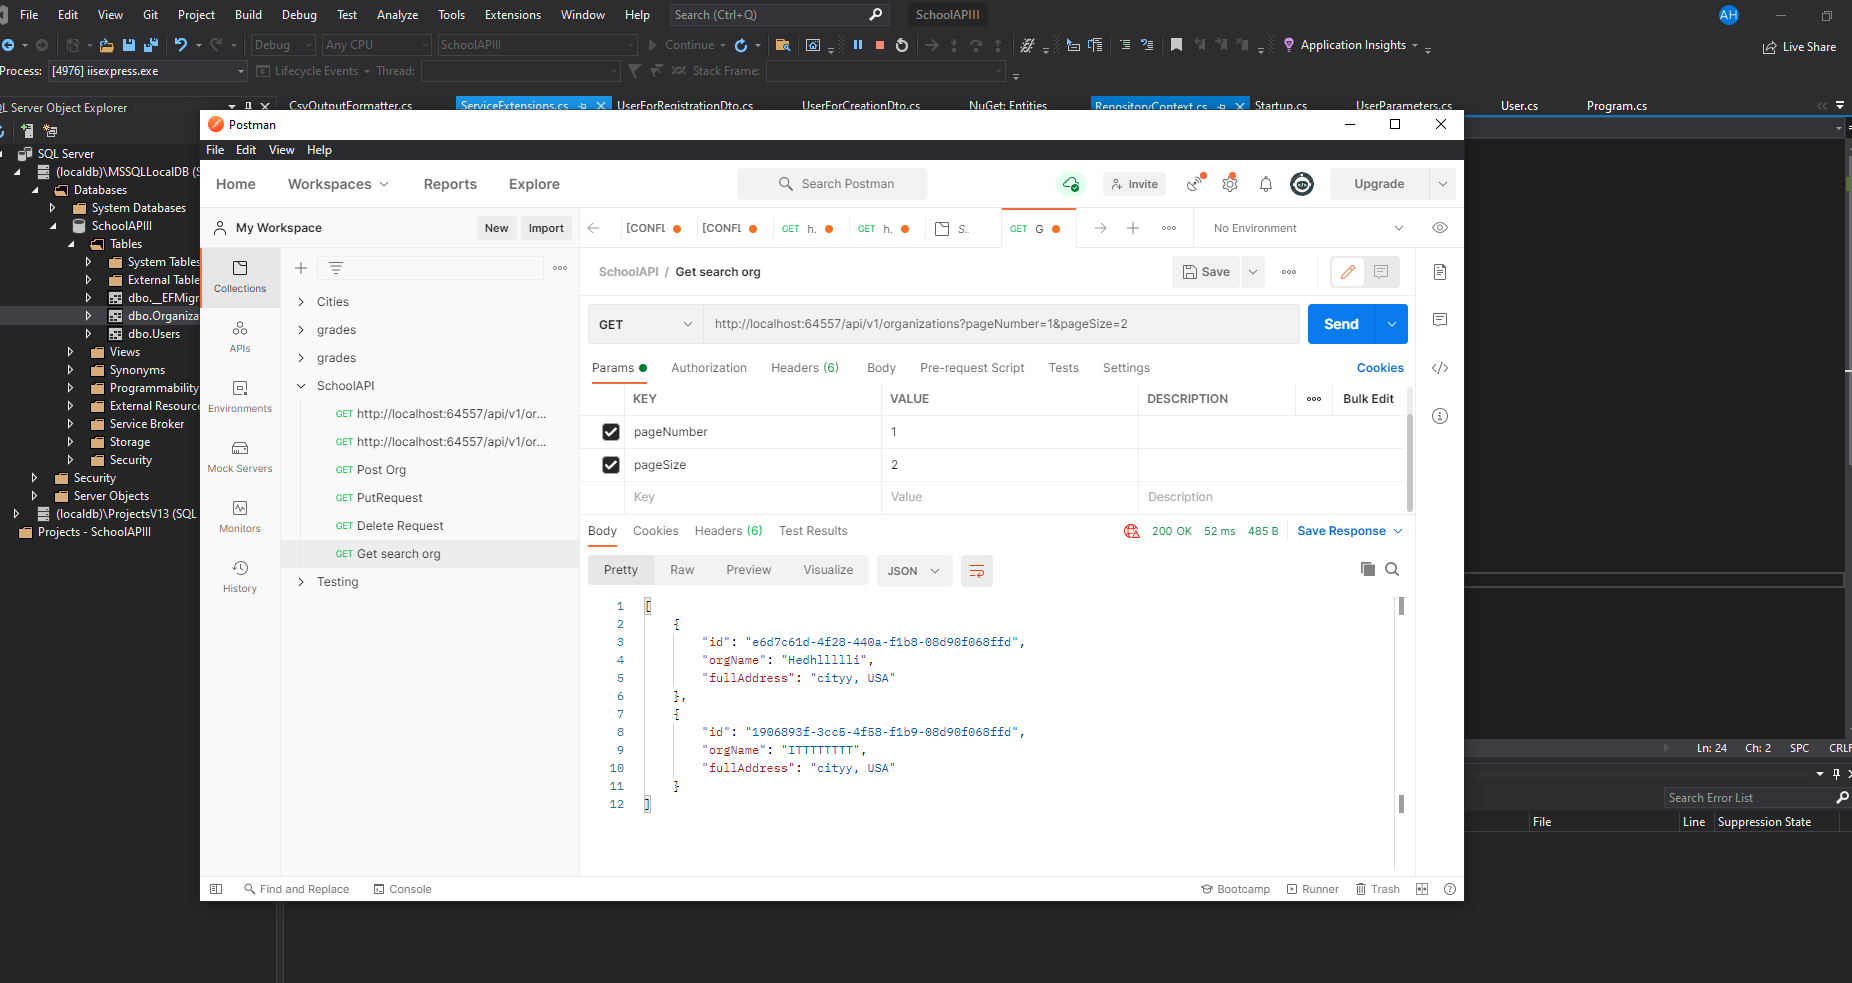 File Edit View Git Project Build Debug Test Analyze Tools Extensions Window Help Search (Ctrl+Q) SchoolAPIII AH
Debug Any CPU SchoolAPIII Continue Application Insights Live Share
Process: [4976] iisexpress.exe Lifecycle Events Thread: Stack Frame:
QL Server Object Explorer
CsvOutputFormatter.cs ServiceExtensions.cs UserForRegistrationDto.cs UserForCreationDto.cs NuGet: Entities RepositoryContext.cs Startup.cs UserParameters.cs User.cs Program.cs
SQL Server
(localdb)\MSSQLLocalDB (S
Databases
System Databases
SchoolAPIII
Tables
System Tables
External Table
dbo.__EFMigr
dbo.Organiza
dbo.Users
Views
Synonyms
Programmability
External Resource
Service Broker
Storage
Security
Security
Server Objects
(localdb)\ProjectsV13 (SQL
Projects - SchoolAPIII
Postman
File Edit View Help
Home Workspaces Reports Explore Search Postman Invite Upgrade
My Workspace New Import
[CONFL [CONFL GET h. GET h. S. GET G No Environment
Collections
APIs
Environments
Mock Servers
Monitors
History
Cities
grades
grades
SchoolAPI
GET http://localhost:64557/api/v1/or...
GET http://localhost:64557/api/v1/or...
GET Post Org
GET PutRequest
GET Delete Request
GET Get search org
Testing
SchoolAPI / Get search org Save
GET http://localhost:64557/api/v1/organizations?pageNumber=1&pageSize=2 Send
Params Authorization Headers (6) Body Pre-request Script Tests Settings Cookies
KEY VALUE DESCRIPTION Bulk Edit
pageNumber 1
pageSize 2
Key Value Description
Body Cookies Headers (6) Test Results 200 OK 52 ms 485 B Save Response
Pretty Raw Preview Visualize JSON
1 [
2 {
3 "id": "e6d7c61d-4f28-440a-f1b8-08d90f068ffd",
4 "orgName": "Hedhllllli",
5 "fullAddress": "cityy, USA"
6 },
7 {
8 "id": "1906893f-3cc5-4f58-f1b9-08d90f068ffd",
9 "orgName": "ITTTTTTTT",
10 "fullAddress": "cityy, USA"
11 }
12 ]
Find and Replace Console Bootcamp Runner Trash
Ln: 24 Ch: 2 SPC CRLF
Search Error List
File Line Suppression State